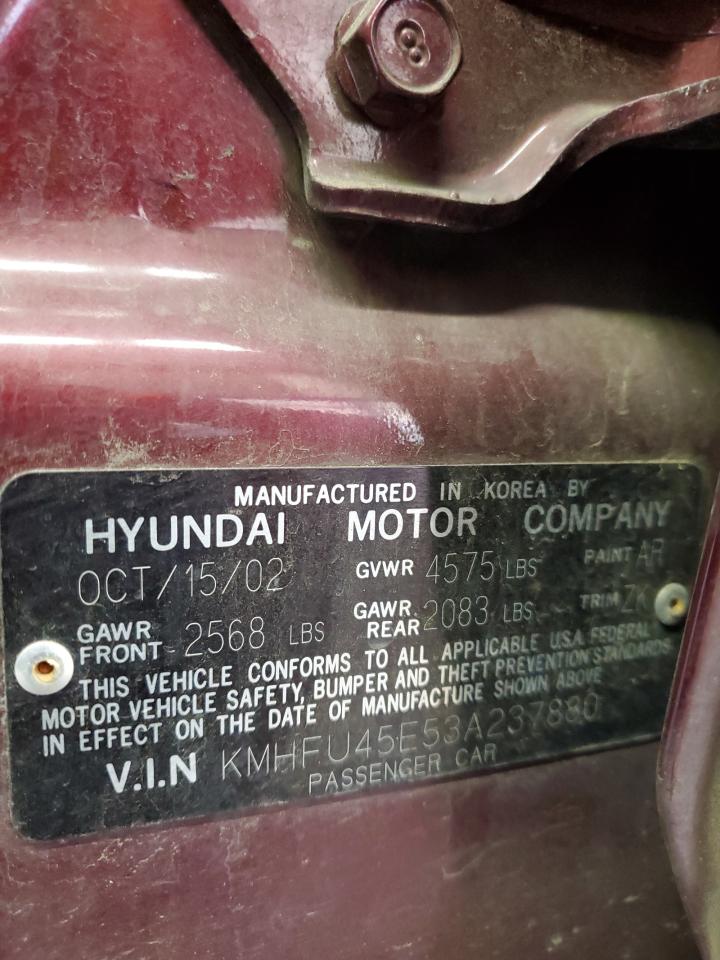 8
MANUFACTURED IN KOREA BY
HYUNDAI MOTOR COMPANY
OCT/15/02 GVWR 4575 LBS PAINT AR
GAWR FRONT 2568 LBS GAWR REAR 2083 LBS TRIM ZK
THIS VEHICLE CONFORMS TO ALL APPLICABLE U.S.A. FEDERAL
MOTOR VEHICLE SAFETY, BUMPER AND THEFT PREVENTION STANDARDS
IN EFFECT ON THE DATE OF MANUFACTURE SHOWN ABOVE
V.I.N KMHFU45E53A237880
PASSENGER CAR